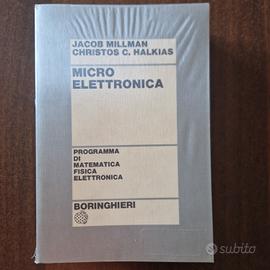 JACOB MILLMAN
CHRISTOS C. HALKIAS
MICRO
ELETTRONICA
PROGRAMMA
DI
MATEMATICA
FISICA
ELETTRONICA
BORINGHIERI
subito